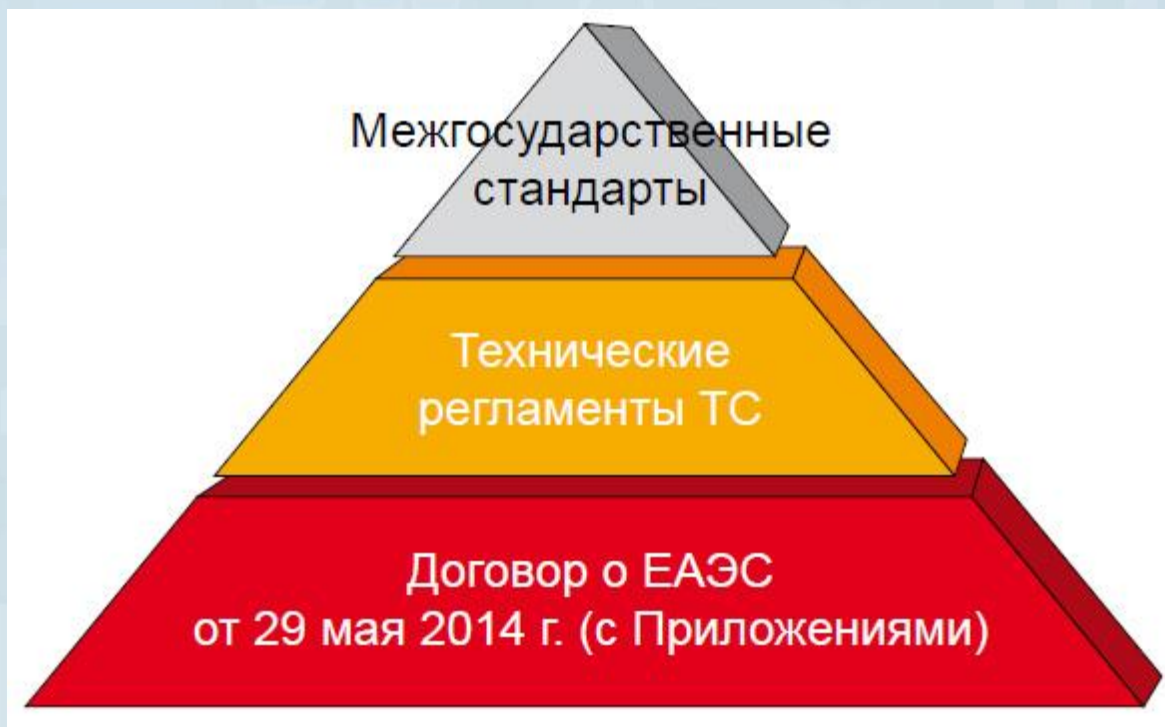 Межгосударственные
стандарты
Технические
регламенты ТС
Договор о ЕАЭС
от 29 мая 2014 г. (с Приложениями)